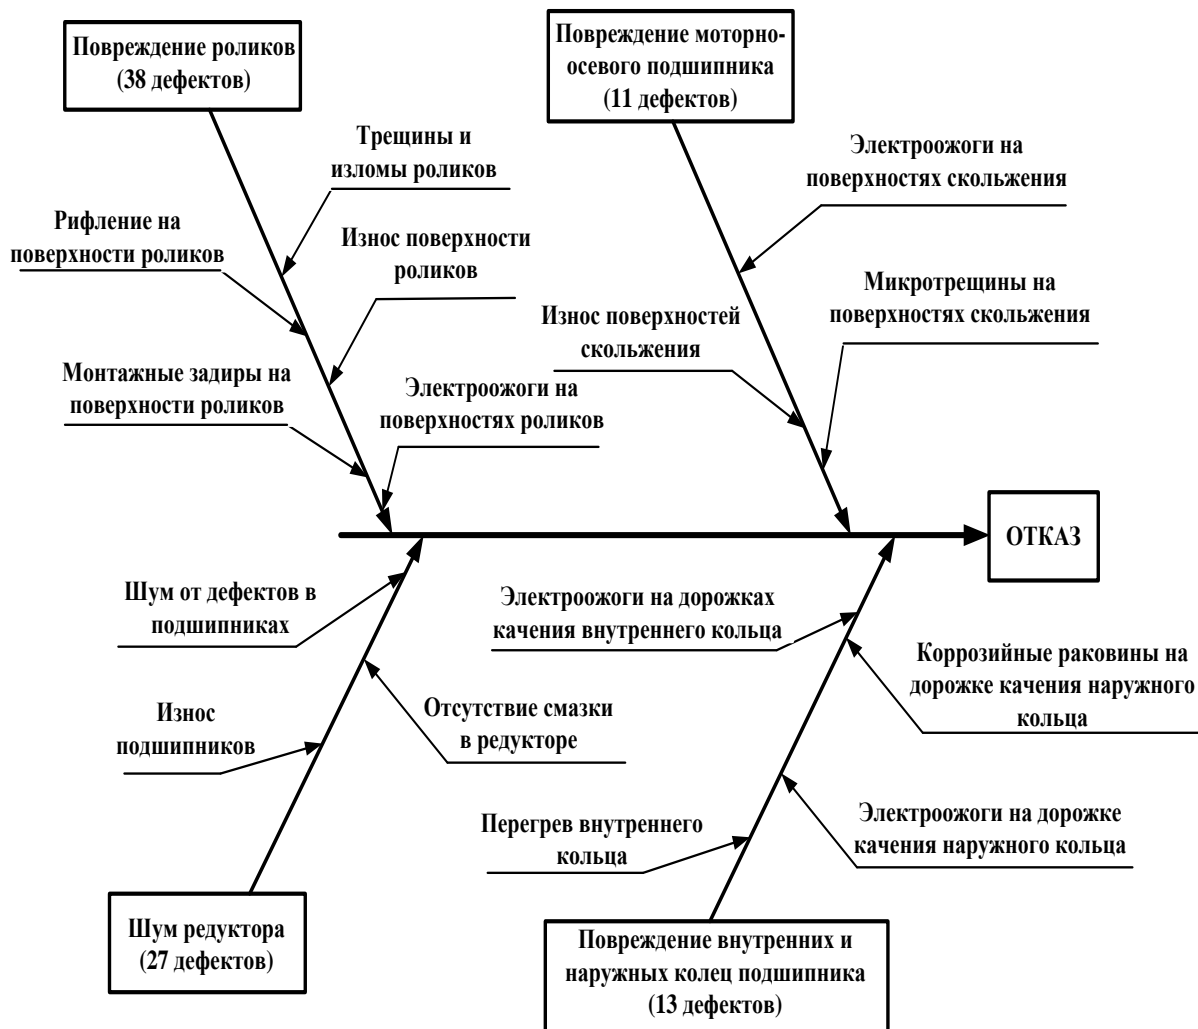 Повреждение роликов
(38 дефектов)
Повреждение моторно-
осевого подшипника
(11 дефектов)
Трещины и
изломы роликов
Электроожоги на
поверхностях скольжения
Рифление на
поверхности роликов
Износ поверхности
роликов
Микротрещины на
поверхностях скольжения
Износ поверхностей
скольжения
Монтажные задиры на
поверхности роликов
Электроожоги на
поверхностях роликов
ОТКАЗ
Шум от дефектов в
подшипниках
Электроожоги на дорожках
качения внутреннего кольца
Коррозийные раковины на
дорожке качения наружного
кольца
Износ
подшипников
Отсутствие смазки
в редукторе
Перегрев внутреннего
кольца
Электроожоги на дорожке
качения наружного кольца
Шум редуктора
(27 дефектов)
Повреждение внутренних и
наружных колец подшипника
(13 дефектов)